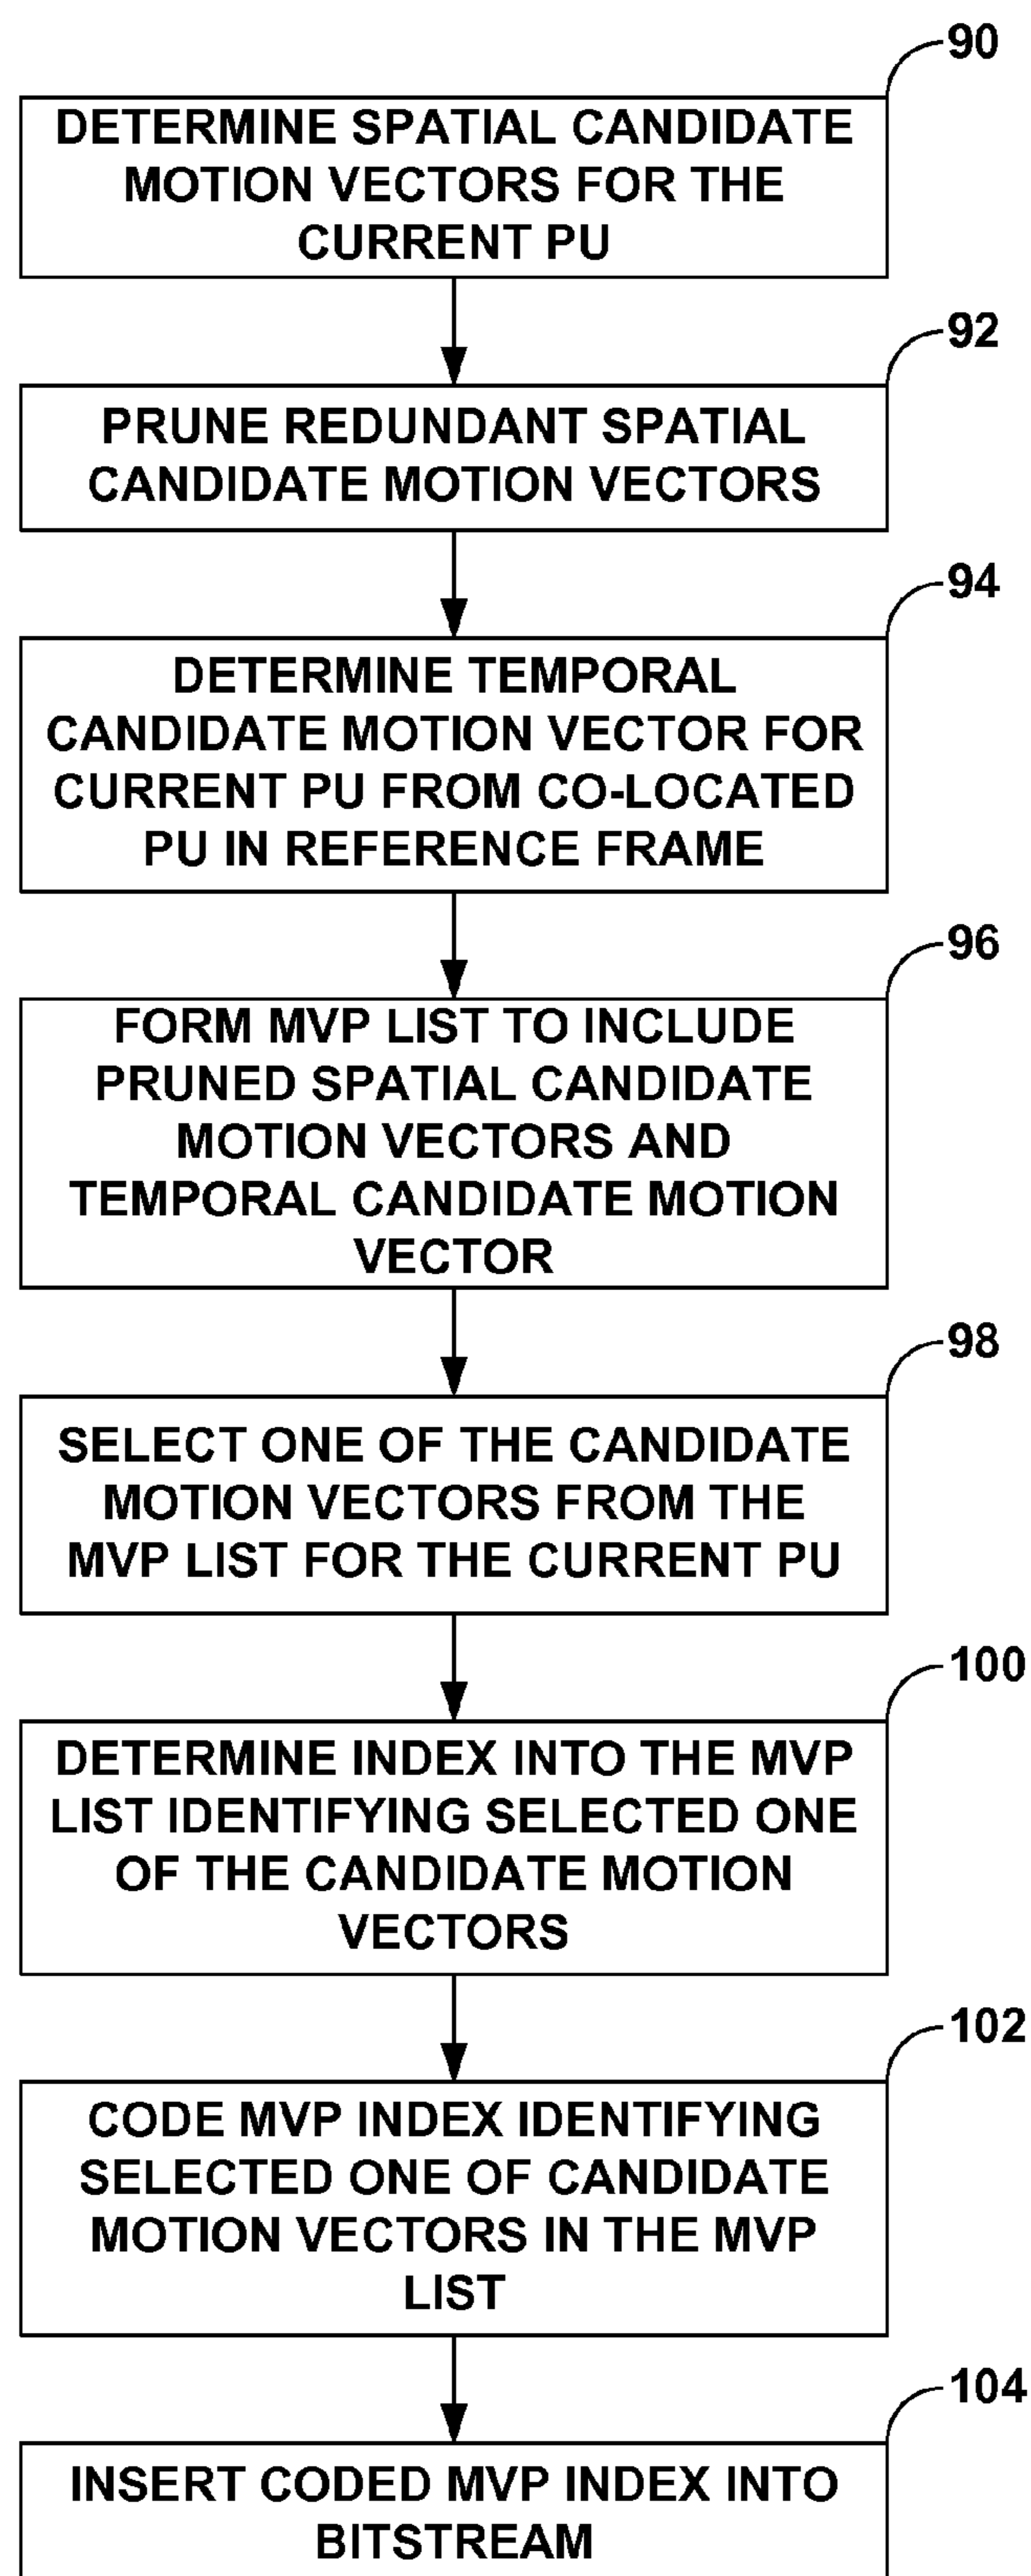 90
DETERMINE SPATIAL CANDIDATE
MOTION VECTORS FOR THE
CURRENT PU
92
PRUNE REDUNDANT SPATIAL
CANDIDATE MOTION VECTORS
94
DETERMINE TEMPORAL
CANDIDATE MOTION VECTOR FOR
CURRENT PU FROM CO-LOCATED
PU IN REFERENCE FRAME
96
FORM MVP LIST TO INCLUDE
PRUNED SPATIAL CANDIDATE
MOTION VECTORS AND
TEMPORAL CANDIDATE MOTION
VECTOR
98
SELECT ONE OF THE CANDIDATE
MOTION VECTORS FROM THE
MVP LIST FOR THE CURRENT PU
100
DETERMINE INDEX INTO THE MVP
LIST IDENTIFYING SELECTED ONE
OF THE CANDIDATE MOTION
VECTORS
102
CODE MVP INDEX IDENTIFYING
SELECTED ONE OF CANDIDATE
MOTION VECTORS IN THE MVP
LIST
104
INSERT CODED MVP INDEX INTO
BITSTREAM